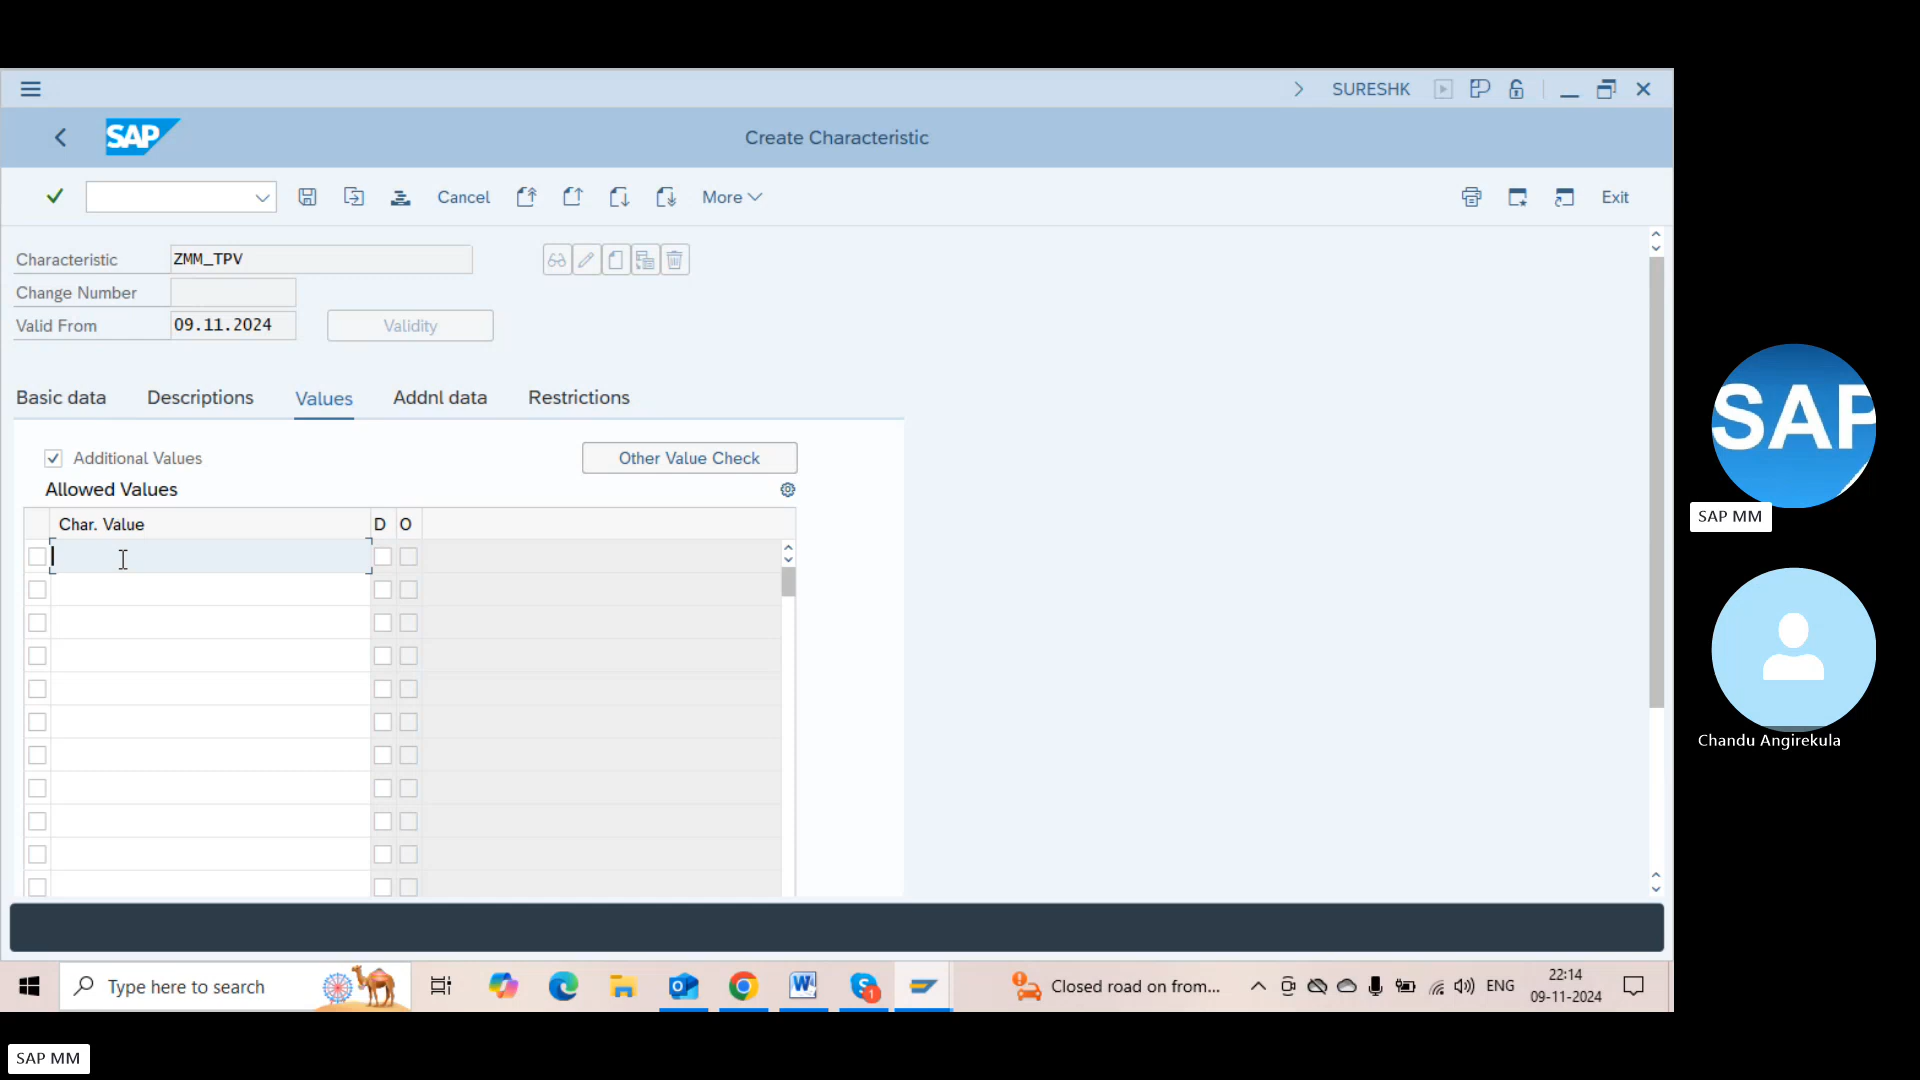 SURESHK
SAP Create Characteristic
Cancel More Exit
Characteristic ZMM_TPV
Change Number
Valid From 09.11.2024 Validity
Basic data Descriptions Values Addnl data Restrictions
Additional Values Other Value Check
Allowed Values
Char. Value D O
SAP
SAP MM
Chandu Angirekula
Type here to search
Closed road on from...
ENG
22:14
09-11-2024
SAP MM